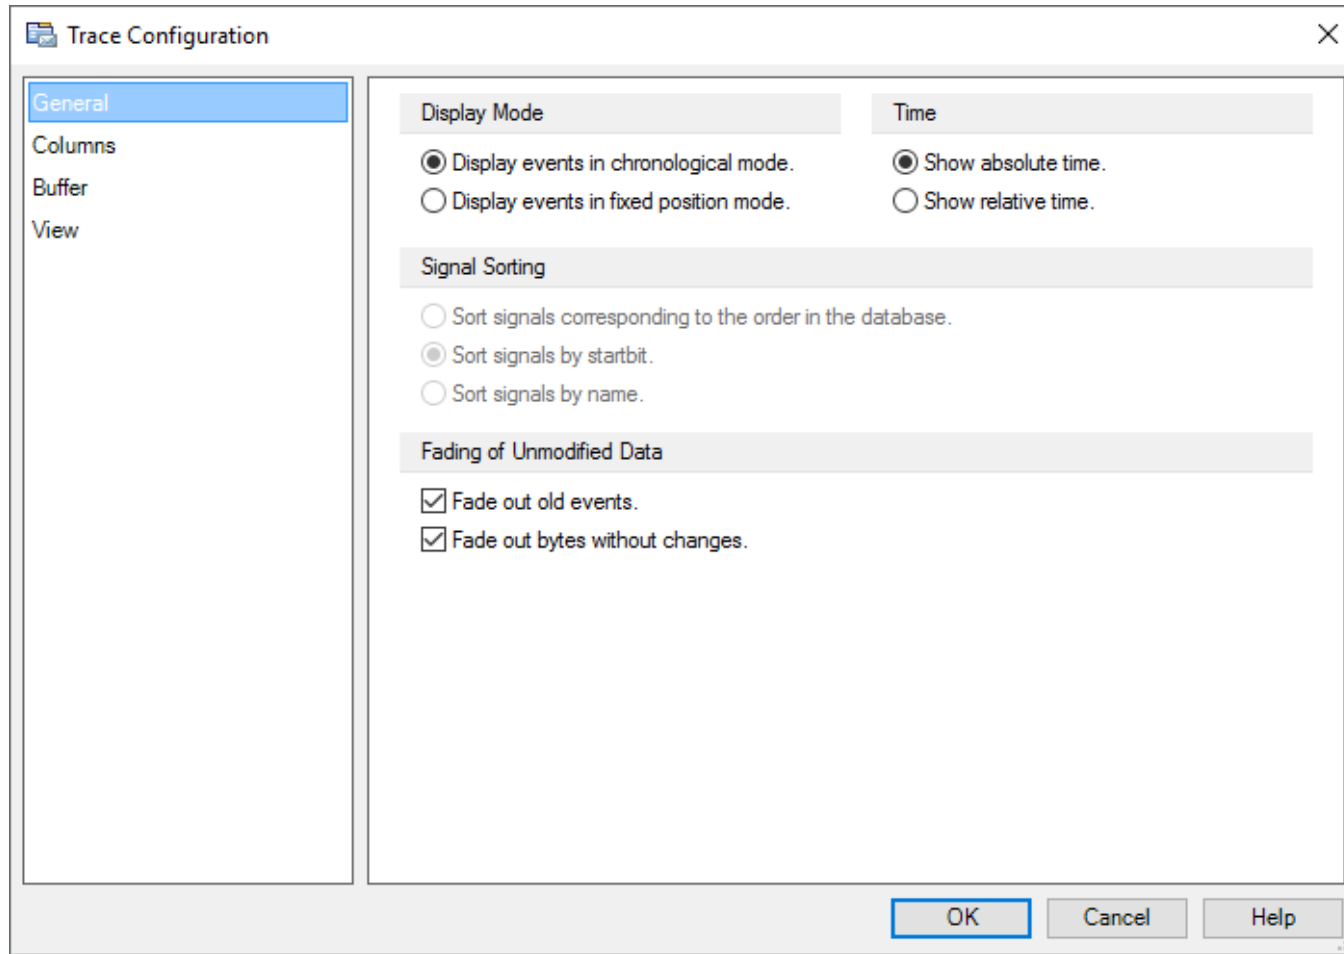 Trace Configuration
General
Columns
Buffer
View
Display Mode
Display events in chronological mode.
Display events in fixed position mode.
Time
Show absolute time.
Show relative time.
Signal Sorting
Sort signals corresponding to the order in the database.
Sort signals by startbit.
Sort signals by name.
Fading of Unmodified Data
Fade out old events.
Fade out bytes without changes.
OK
Cancel
Help